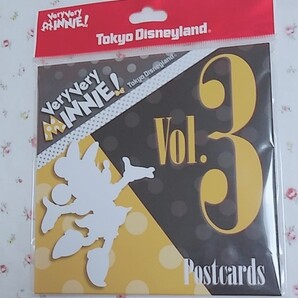 Very Very
MINNIE!
Tokyo Disneyland
Very Very
MINNIE!
Tokyo Disneyland
Vol.
3
Postcards